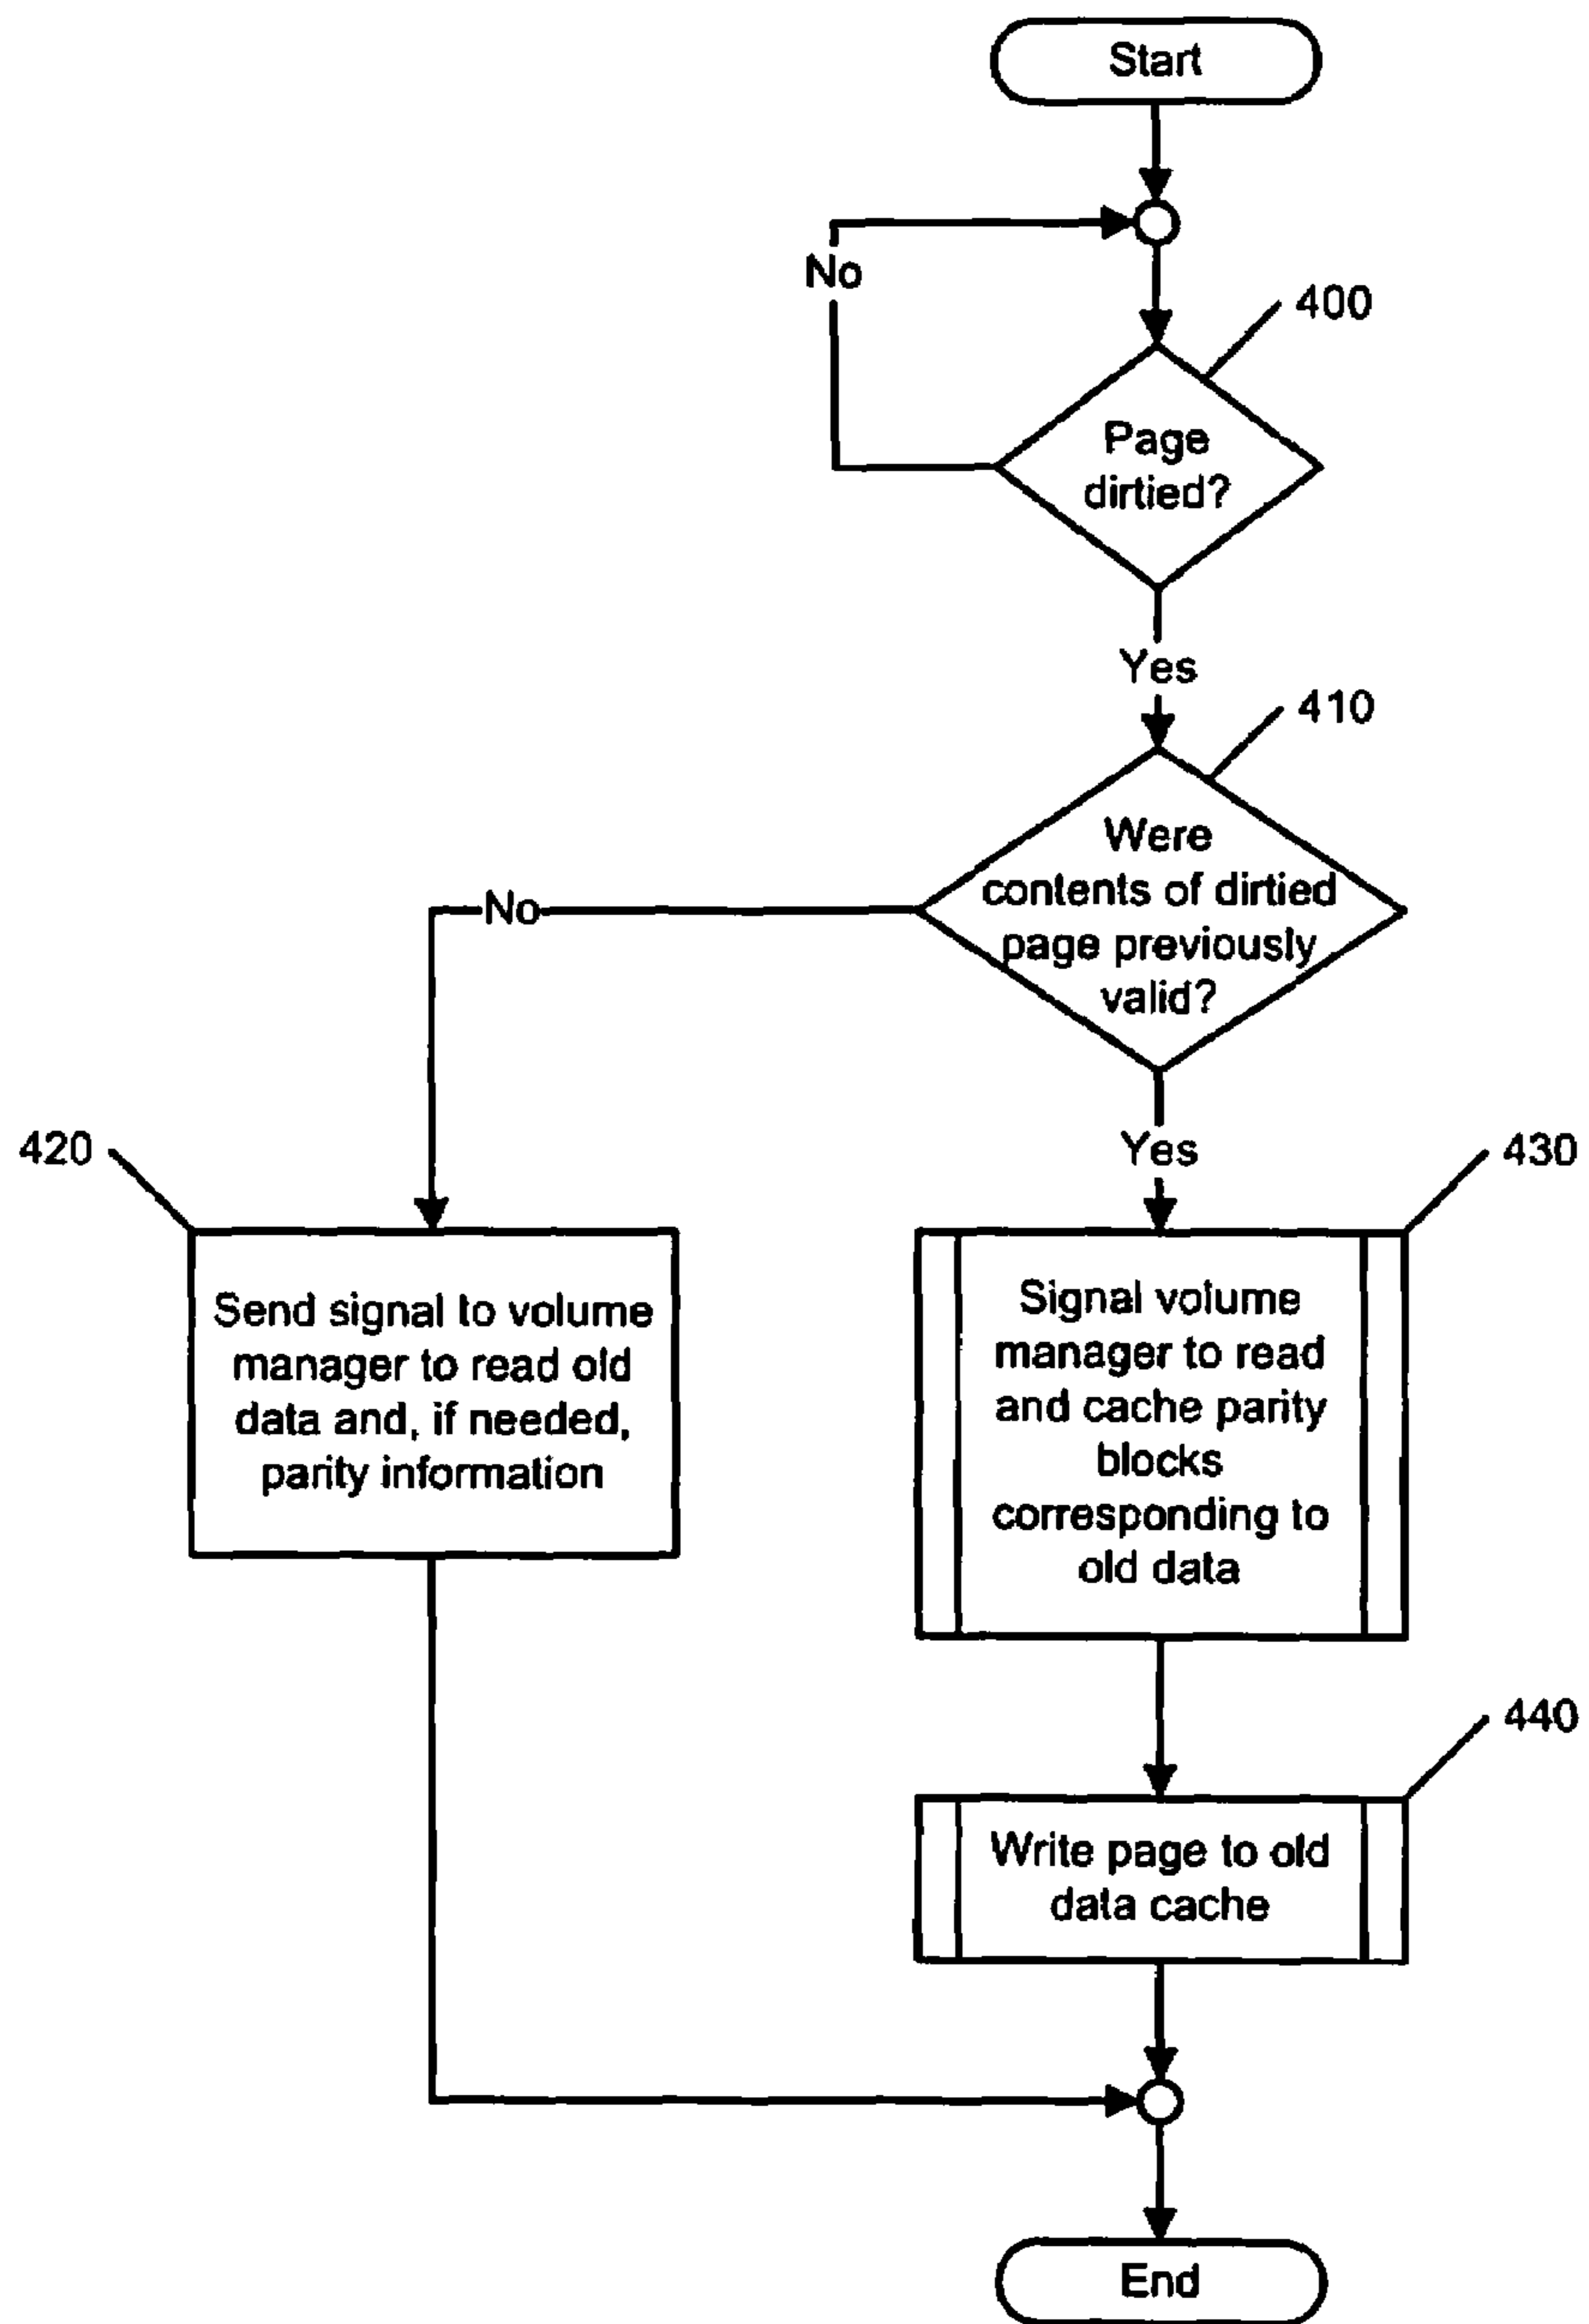 Start
No
400
Page
dirtied?
Yes
410
Were
contents of dirtied
page previously
valid?
No
Yes
420
430
Send signal to volume
manager to read old
data and, if needed,
parity information
Signal volume
manager to read
and cache parity
blocks
corresponding to
old data
440
Write page to old
data cache
End